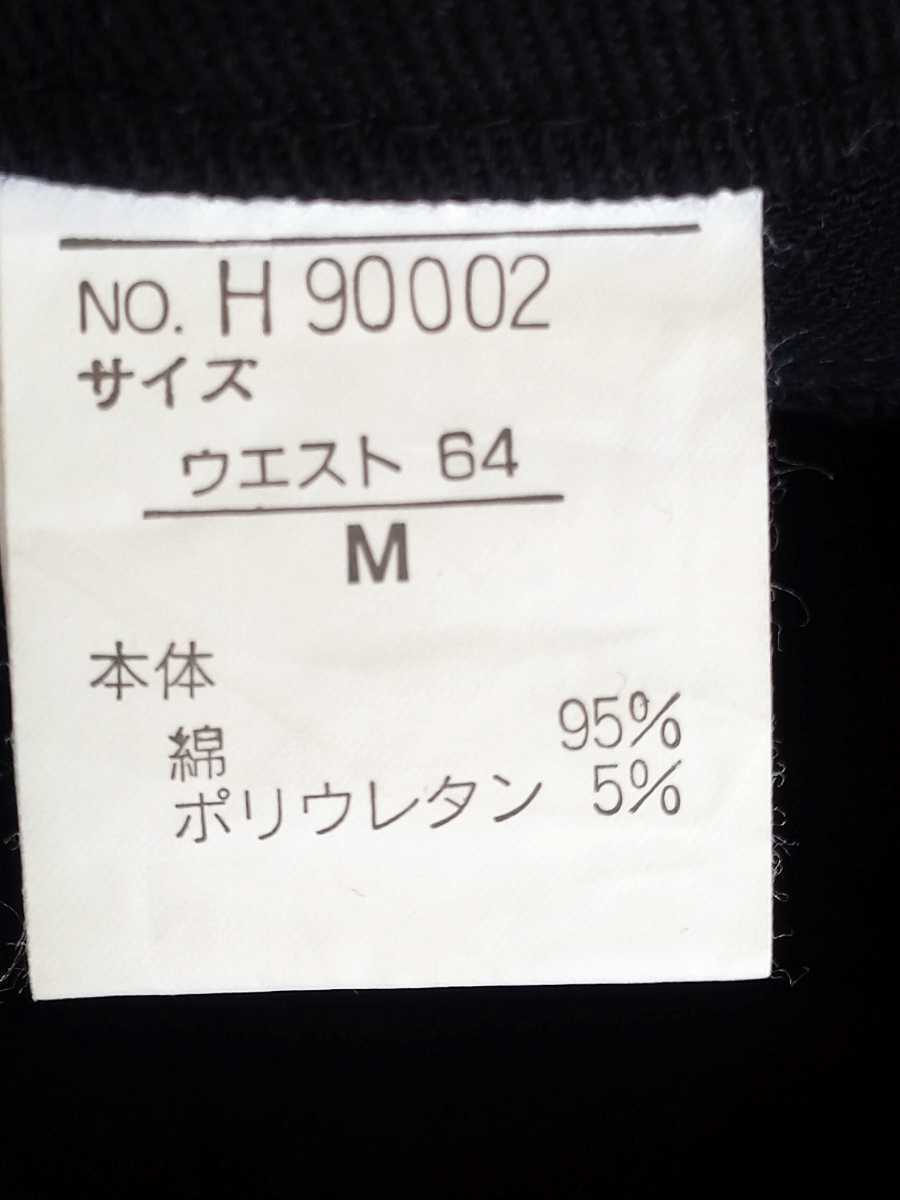 NO. H 90002
サイズ
ウエスト 64
M
本体
綿 95%
ポリウレタン 5%